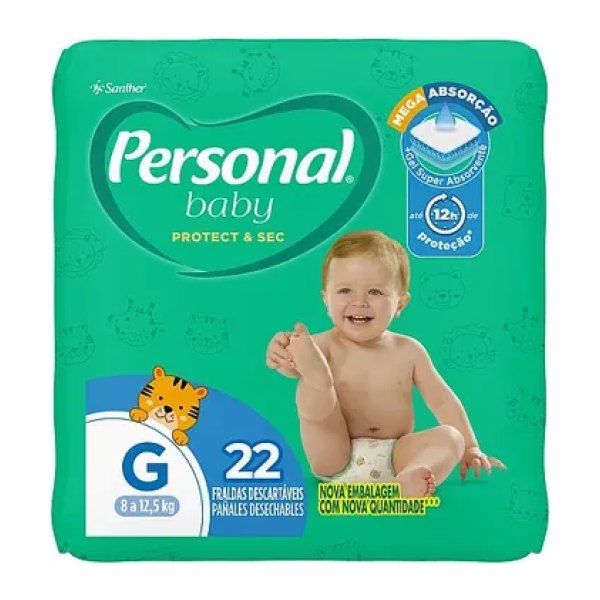 Santher
Personal®
baby
PROTECT & SEC
MEGA ABSORÇÃO
+Gel Super Absorvente
até 12h* de
proteção*
G
8 a 12,5 kg
22
FRALDAS DESCARTÁVEIS
PAÑALES DESECHABLES
NOVA EMBALAGEM
COM NOVA QUANTIDADE***